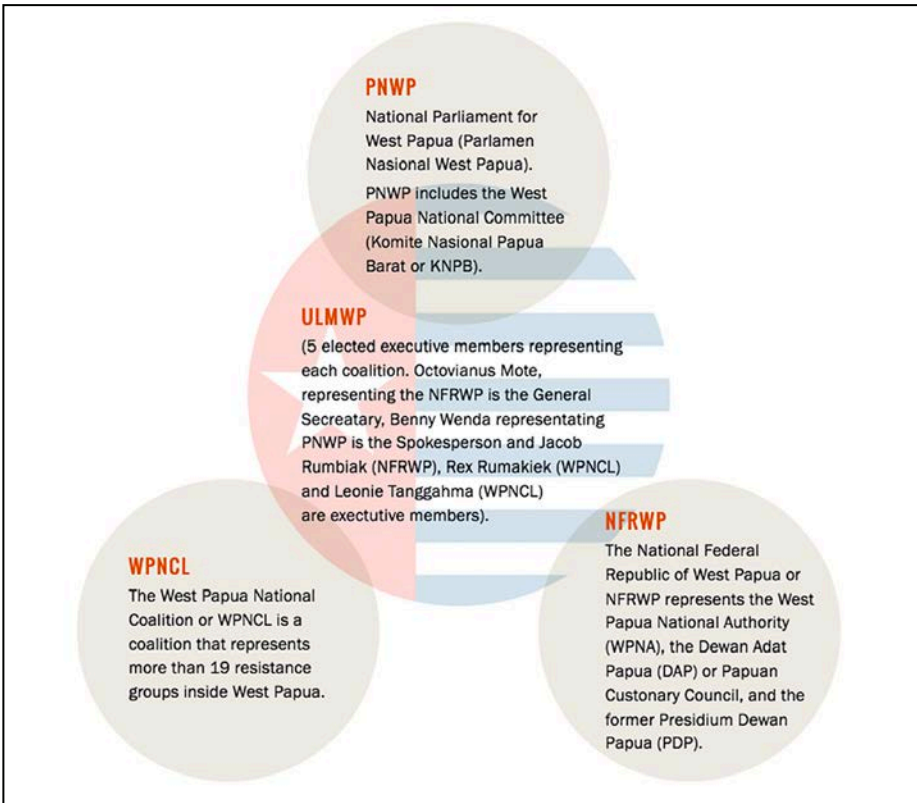 PNWP
National Parliament for
West Papua (Parlamen
Nasional West Papua).
PNWP includes the West
Papua National Committee
(Komite Nasional Papua
Barat or KNPB).
ULMWP
(5 elected executive members representing
each coalition. Octovianus Mote,
representing the NFRWP is the General
Secreatary, Benny Wenda representating
PNWP is the Spokesperson and Jacob
Rumbiak (NFRWP), Rex Rumakiek (WPNCL)
and Leonie Tanggahma (WPNCL)
are exectutive members).
WPNCL
The West Papua National
Coalition or WPNCL is a
coalition that represents
more than 19 resistance
groups inside West Papua.
NFRWP
The National Federal
Republic of West Papua or
NFRWP represents the West
Papua National Authority
(WPNA), the Dewan Adat
Papua (DAP) or Papuan
Custonary Council, and the
former Presidium Dewan
Papua (PDP).